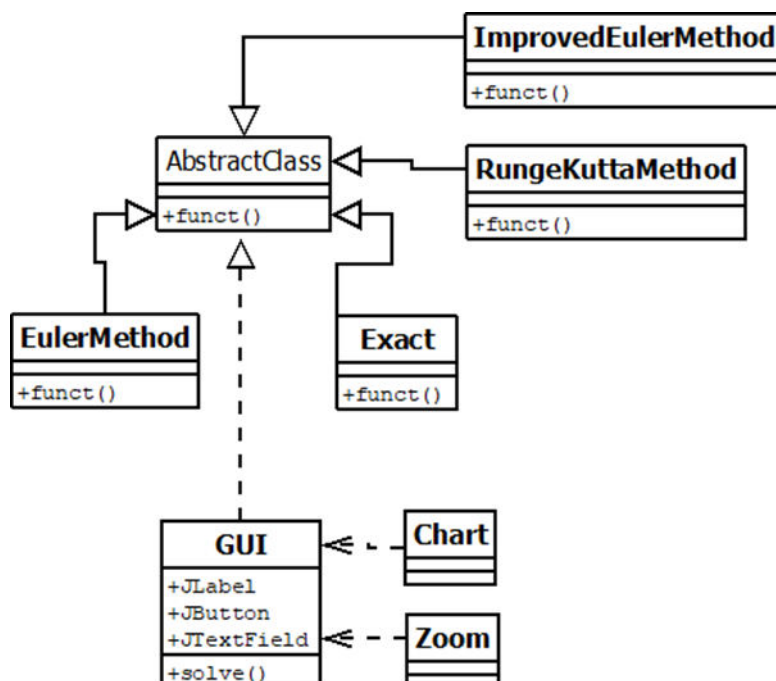 ImprovedEulerMethod
+funct()
AbstractClass
+funct()
RungeKuttaMethod
+funct()
EulerMethod
+funct()
Exact
+funct()
GUI
+JLabel
+JButton
+JTextField
+solve()
Chart
Zoom